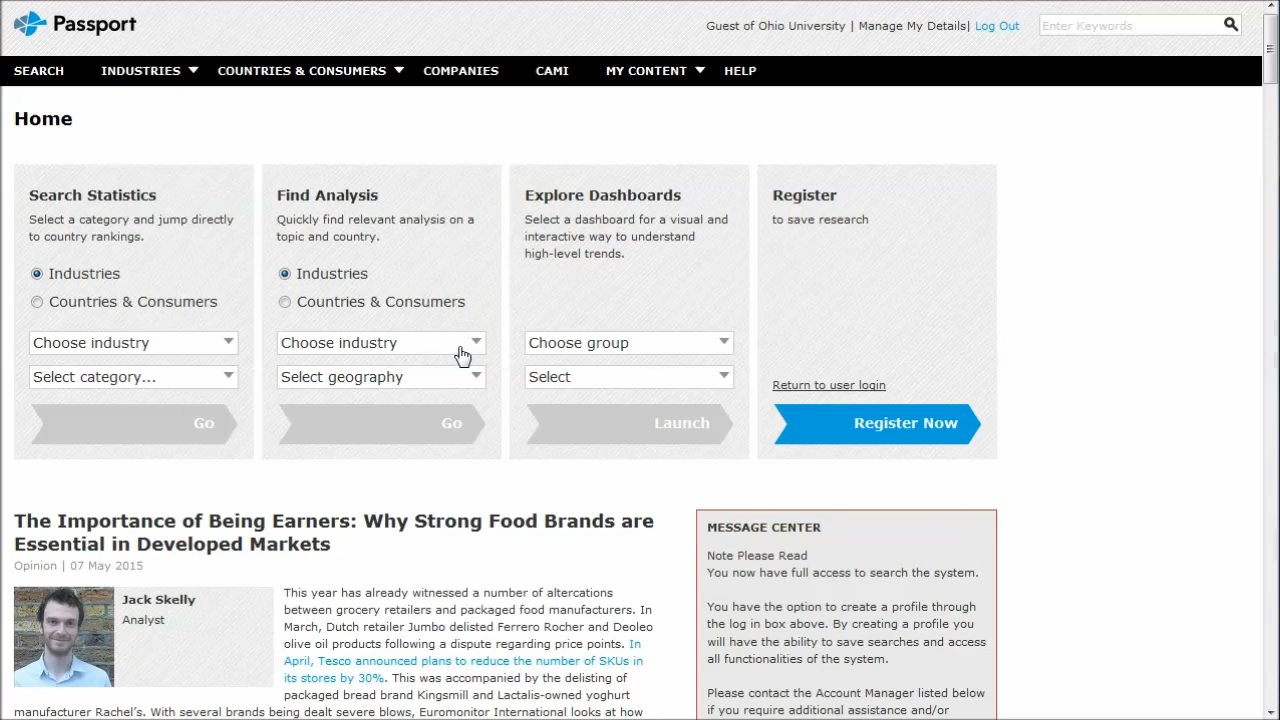 Passport
Guest of Ohio University | Manage My Details| Log Out
Enter Keywords
SEARCH INDUSTRIES COUNTRIES & CONSUMERS COMPANIES CAMI MY CONTENT HELP
Home
Search Statistics
Select a category and jump directly
to country rankings.
Industries
Countries & Consumers
Choose industry
Select category...
Go
Find Analysis
Quickly find relevant analysis on a
topic and country.
Industries
Countries & Consumers
Choose industry
Select geography
Go
Explore Dashboards
Select a dashboard for a visual and
interactive way to understand
high-level trends.
Choose group
Select
Launch
Register
to save research
Return to user login
Register Now
The Importance of Being Earners: Why Strong Food Brands are
Essential in Developed Markets
Opinion | 07 May 2015
Jack Skelly
Analyst
This year has already witnessed a number of altercations
between grocery retailers and packaged food manufacturers. In
March, Dutch retailer Jumbo delisted Ferrero Rocher and Deoleo
olive oil products following a dispute regarding price points. In
April, Tesco announced plans to reduce the number of SKUs in
its stores by 30%. This was accompanied by the delisting of
packaged bread brand Kingsmill and Lactalis-owned yoghurt
manufacturer Rachel's. With several brands being dealt severe blows, Euromonitor International looks at how
MESSAGE CENTER
Note Please Read
You now have full access to search the system.
You have the option to create a profile through
the log in box above. By creating a profile you
will have the ability to save searches and access
all functionalities of the system.
Please contact the Account Manager listed below
if you require additional assistance and/or